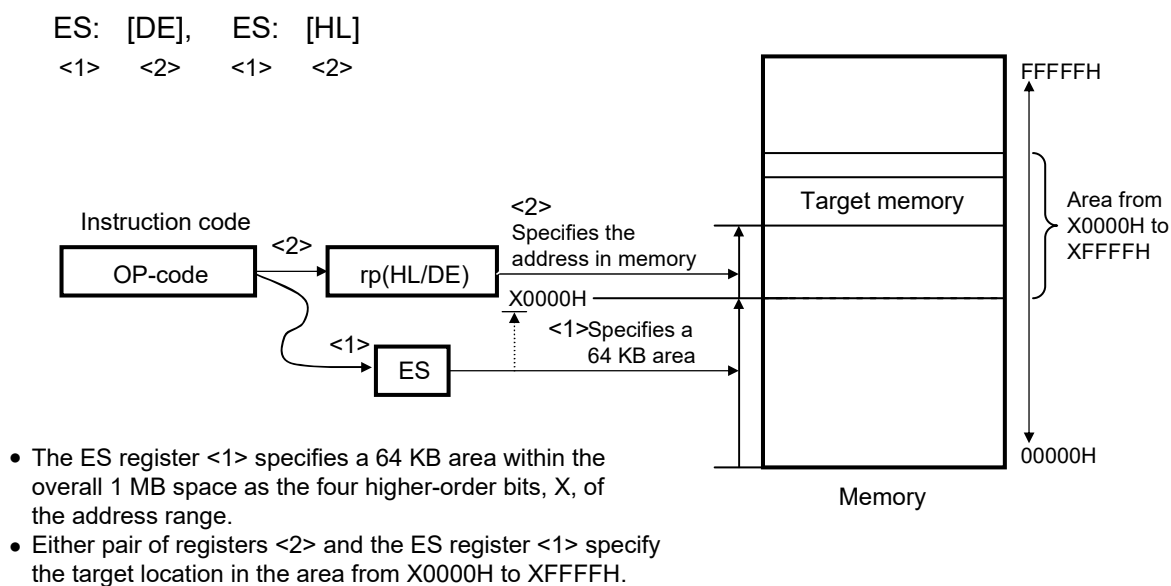 ES: [DE], ES: [HL]
<1> <2> <1> <2>
FFFFFH
Target memory
Area from
X0000H to
XFFFFH
Instruction code
OP-code
<2>
rp(HL/DE)
<2>
Specifies the
address in memory
X0000H
<1>
ES
<1>Specifies a
64 KB area
00000H
Memory
• The ES register <1> specifies a 64 KB area within the
overall 1 MB space as the four higher-order bits, X, of
the address range.
• Either pair of registers <2> and the ES register <1> specify
the target location in the area from X0000H to XFFFFH.